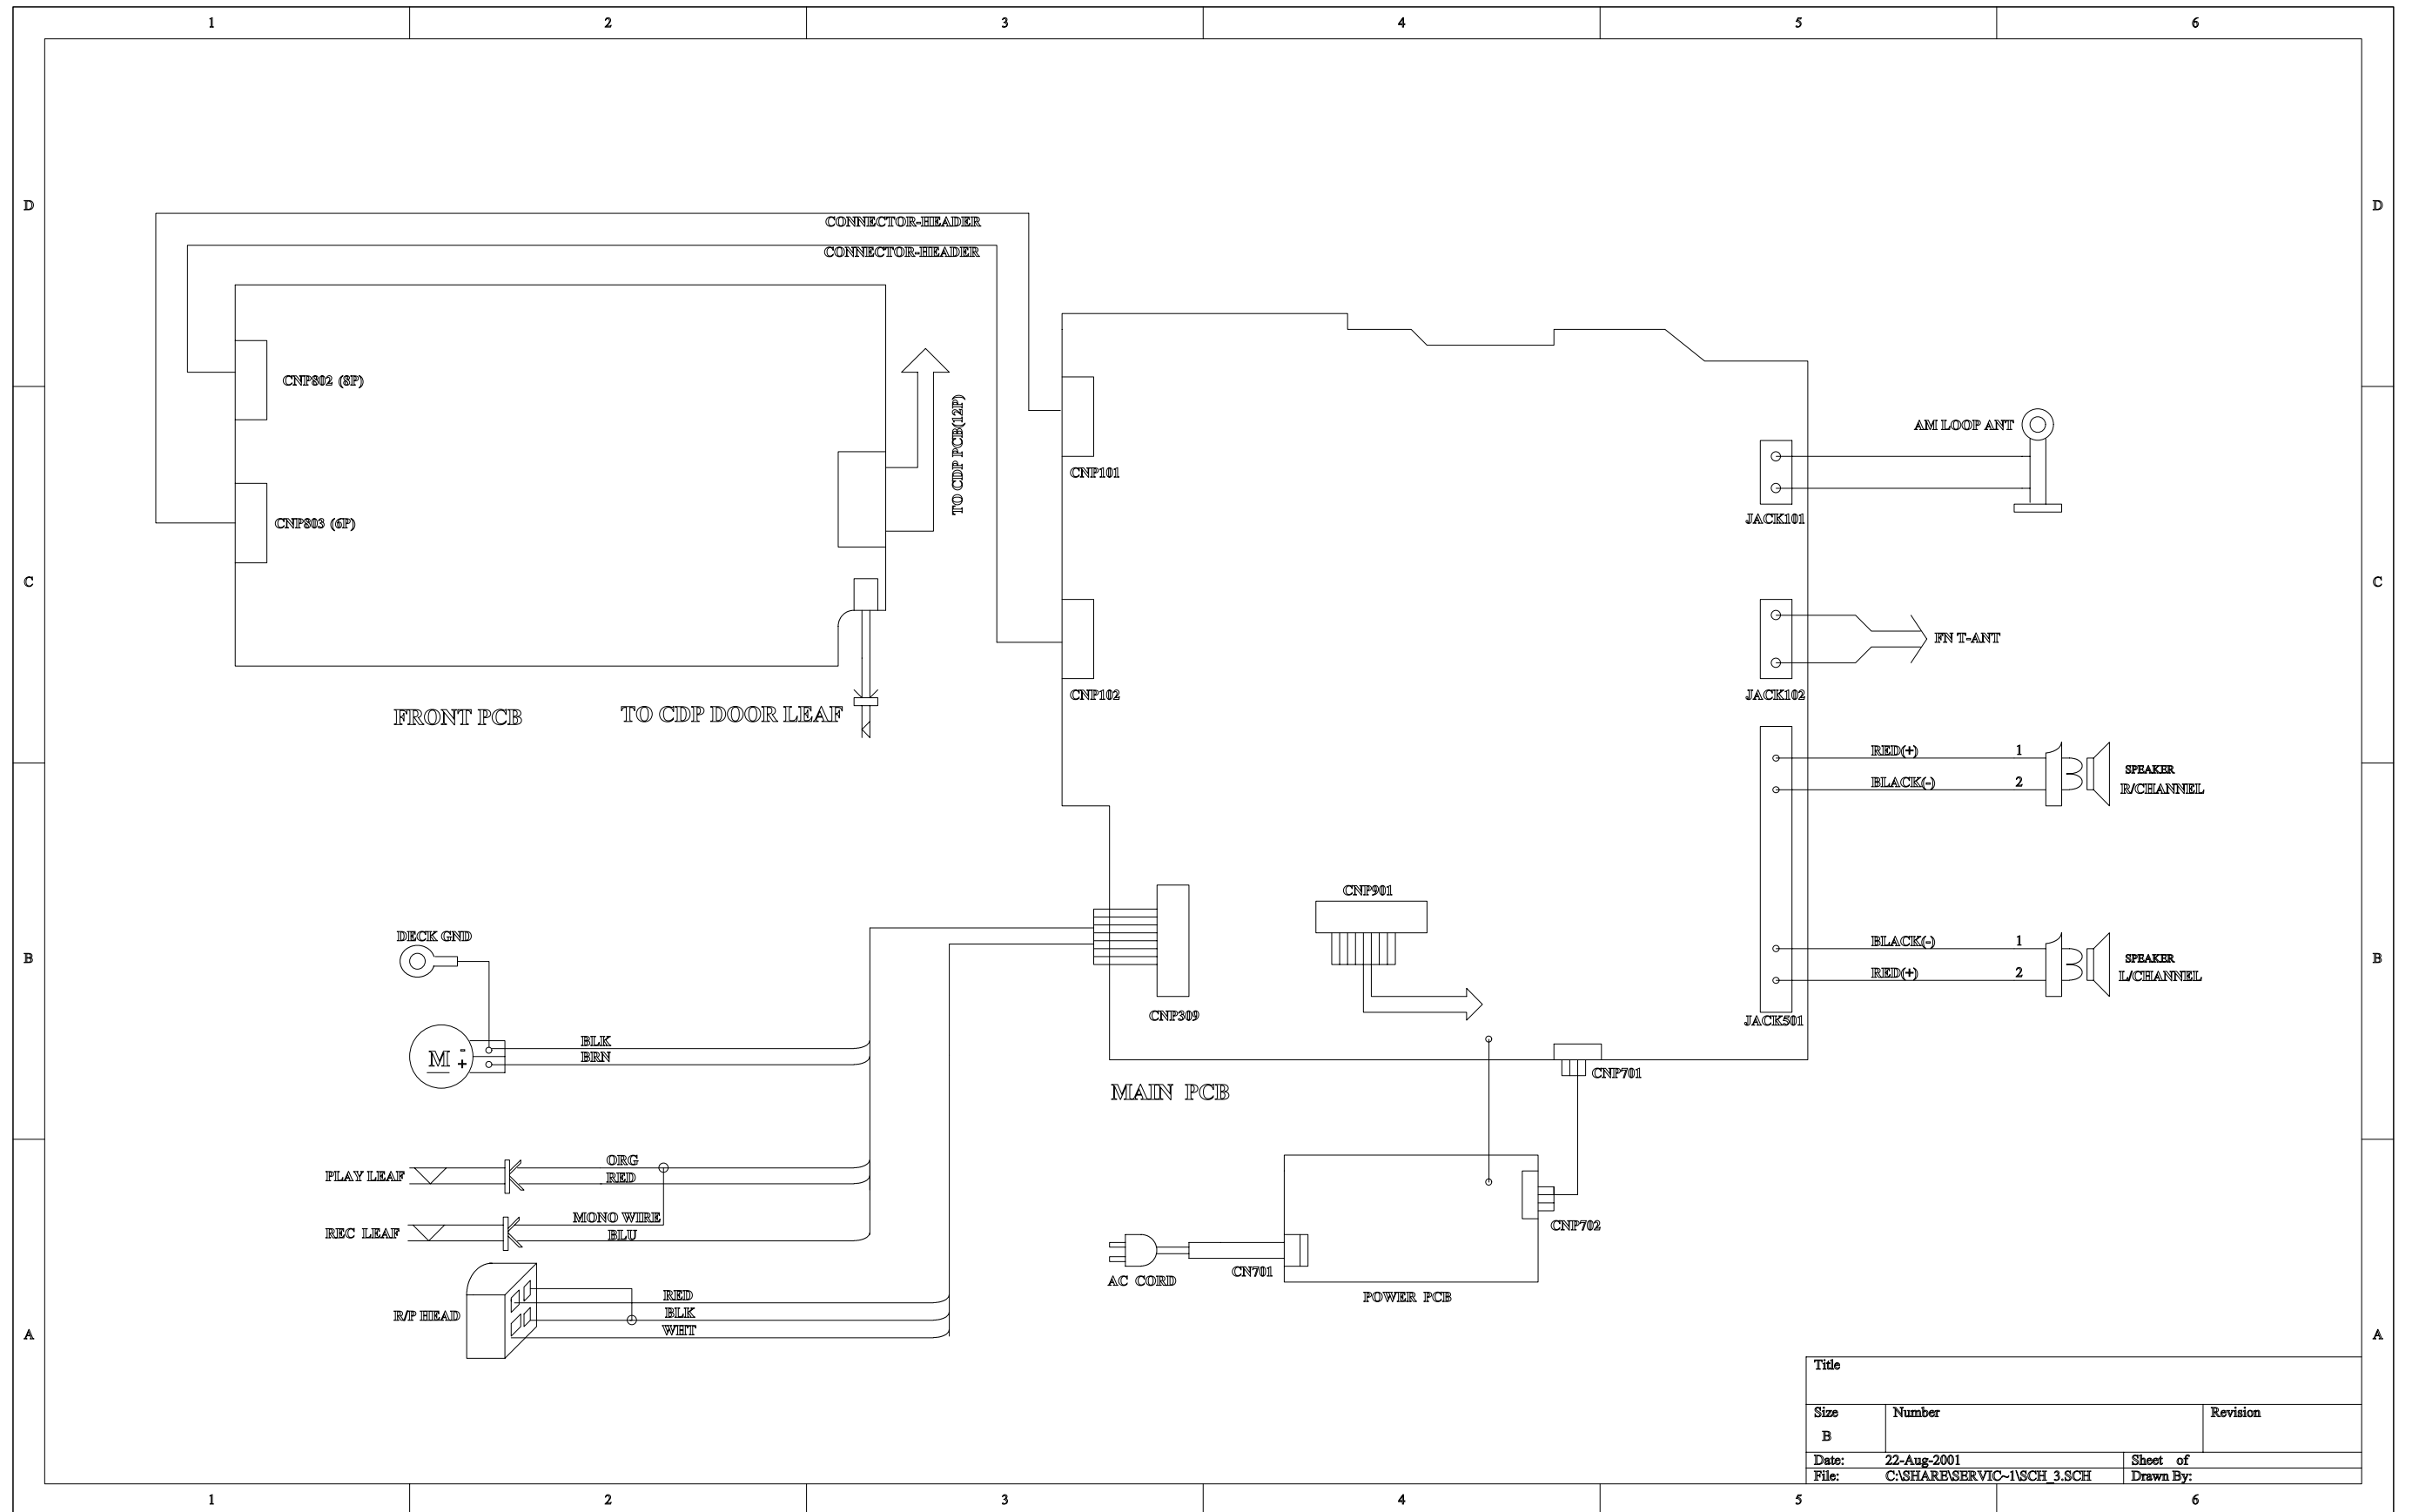 1 2 3 4 5 6
D D
CONNECTOR-HEADER
CONNECTOR-HEADER
CNP802 (8P)
TO CDP PCB(12P)
CNP803 (6P)
C C
FRONT PCB
TO CDP DOOR LEAF
CNP101
CNP102
AM LOOP ANT
JACK101
FN T-ANT
JACK102
RED(+) 1
BLACK(-) 2
SPEAKER
R/CHANNEL
BLACK(-) 1
RED(+) 2
SPEAKER
L/CHANNEL
JACK501
CNP901
CNP309
B B
DECK GND
M - +
BLK
BRN
MAIN PCB
CNP701
PLAY LEAF
ORG
RED
REC LEAF
MONO WIRE
BLU
R/P HEAD
RED
BLK
WHT
CNP702
AC CORD
CN701
POWER PCB
A A
Title
Size
B
Number
Revision
Date: 22-Aug-2001
Sheet of
File: C:\SHARE\SERVIC~1\SCH_3.SCH
Drawn By:
1 2 3 4 5 6